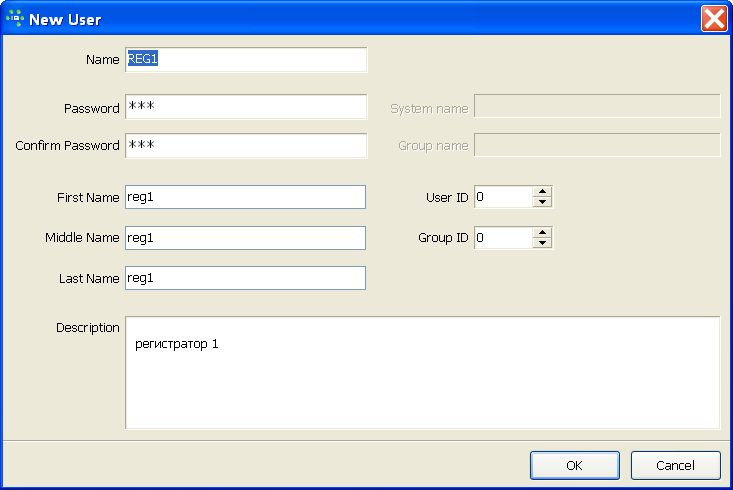 New User
Name REG1
Password *** System name
Confirm Password *** Group name
First Name reg1 User ID 0
Middle Name reg1 Group ID 0
Last Name reg1
Description
регистратор 1
OK Cancel